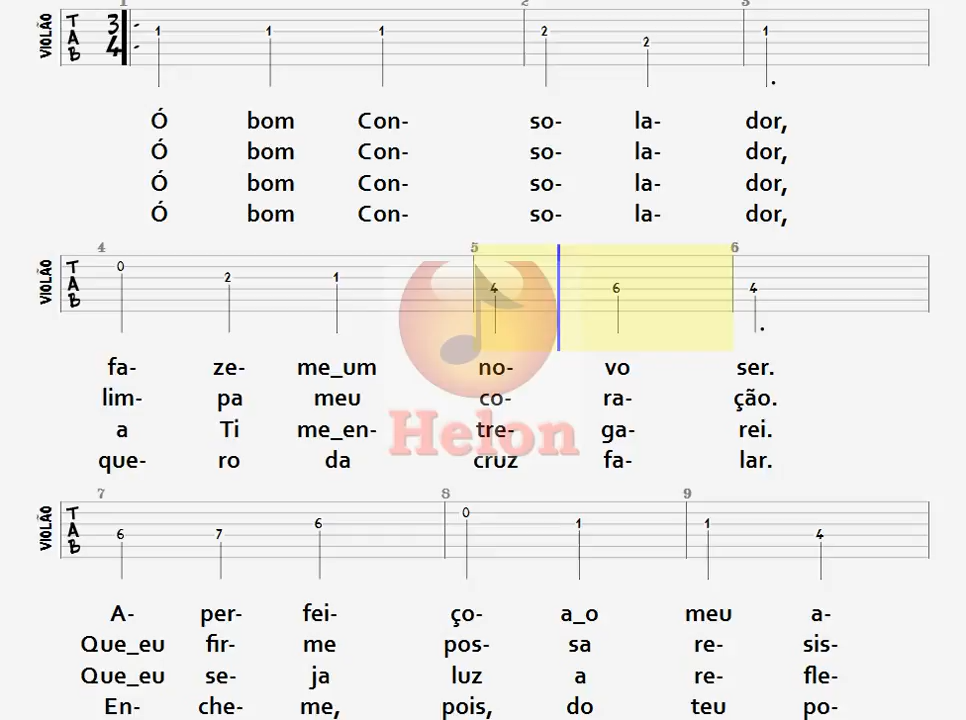 1 2 3
VIOLÃO TAB 3/4 1 1 1 2 2 1
Ó bom Con- so- la- dor,
Ó bom Con- so- la- dor,
Ó bom Con- so- la- dor,
Ó bom Con- so- la- dor,
4 5 6
VIOLÃO TAB 0 2 1 4 6 4
fa- ze- me_um no- vo ser.
lim- pa meu co- ra- ção.
a Ti me_en- tre- ga- rei.
que- ro da cruz fa- lar.
Helon
7 8 9
VIOLÃO TAB 6 7 6 0 1 1 4
A- per- fei- ço- a_o meu a-
Que_eu fir- me pos- sa re- sis-
Que_eu se- ja luz a re- fle-
En- che- me, pois, do teu po-